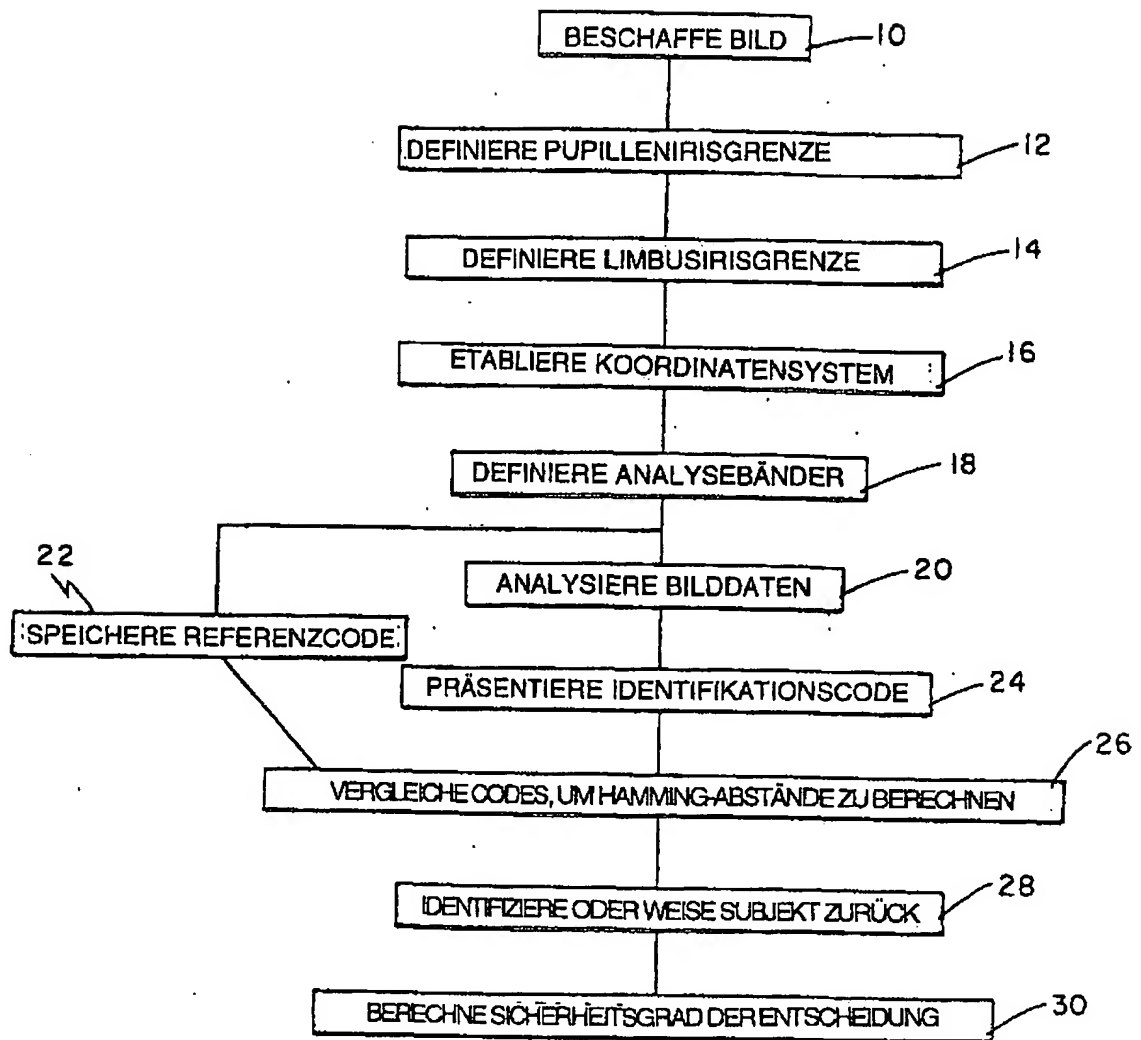 BESCHAFFE BILD 10
DEFINIERE PUPILLENIRISGRENZE 12
DEFINIERE LIMBUSIRISGRENZE 14
ETABLIERE KOORDINATENSYSTEM 16
DEFINIERE ANALYSEBÄNDER 18
22
ANALYSIERE BILDDATEN 20
SPEICHERE REFERENZCODE
PRÄSENTIERE IDENTIFIKATIONSCODE 24
26
VERGLEICHE CODES, UM HAMMING-ABSTÄNDE ZU BERECHNEN
IDENTIFIZIERE ODER WEISE SUBJEKT ZURÜCK 28
BERECHNE SICHERHEITSGRAD DER ENTSCHEIDUNG 30